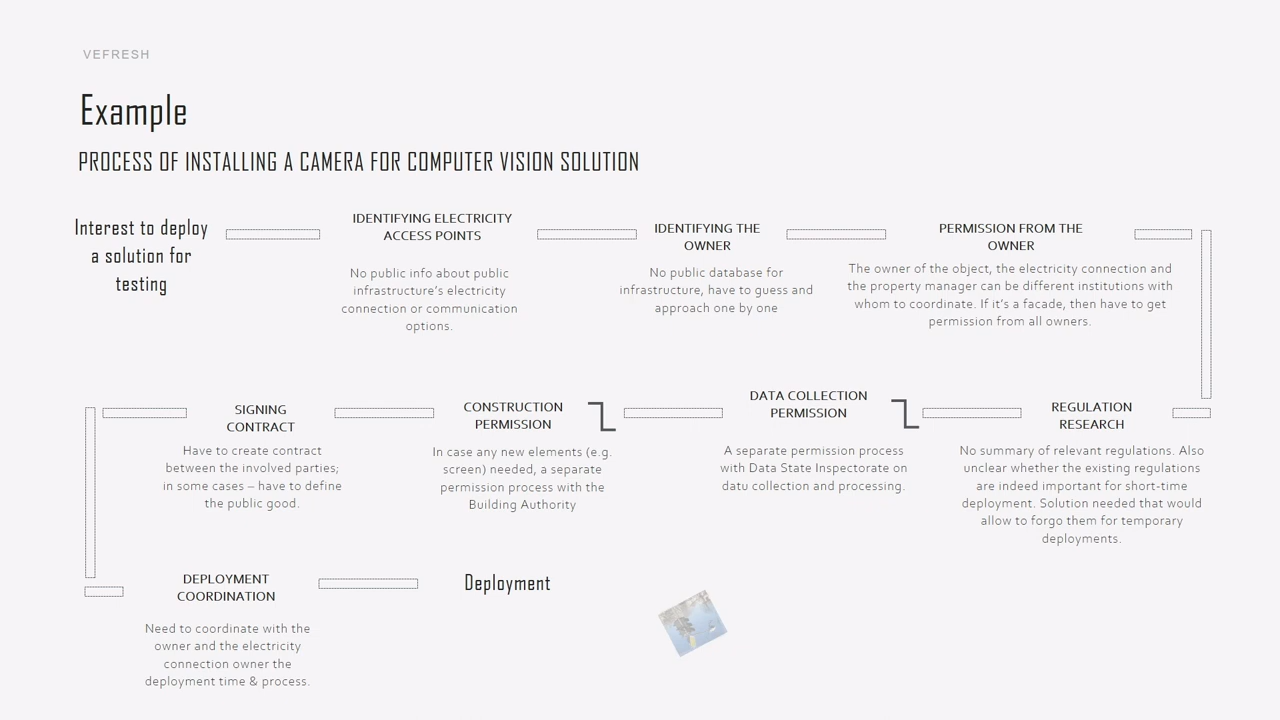 VEFRESH
Example
PROCESS OF INSTALLING A CAMERA FOR COMPUTER VISION SOLUTION
Interest to deploy
a solution for
testing
IDENTIFYING ELECTRICITY
ACCESS POINTS
No public info about public
infrastructure's electricity
connection or communication
options.
IDENTIFYING THE
OWNER
No public database for
infrastructure, have to guess and
approach one by one
PERMISSION FROM THE
OWNER
The owner of the object, the electricity connection and
the property manager can be different institutions with
whom to coordinate. If it's a facade, then have to get
permission from all owners.
REGULATION
RESEARCH
No summary of relevant regulations. Also
unclear whether the existing regulations
are indeed important for short-time
deployment. Solution needed that would
allow to forgo them for temporary
deployments.
DATA COLLECTION
PERMISSION
A separate permission process
with Data State Inspectorate on
datu collection and processing.
CONSTRUCTION
PERMISSION
In case any new elements (e.g.
screen) needed, a separate
permission process with the
Building Authority
SIGNING
CONTRACT
Have to create contract
between the involved parties;
in some cases – have to define
the public good.
DEPLOYMENT
COORDINATION
Need to coordinate with the
owner and the electricity
connection owner the
deployment time & process.
Deployment